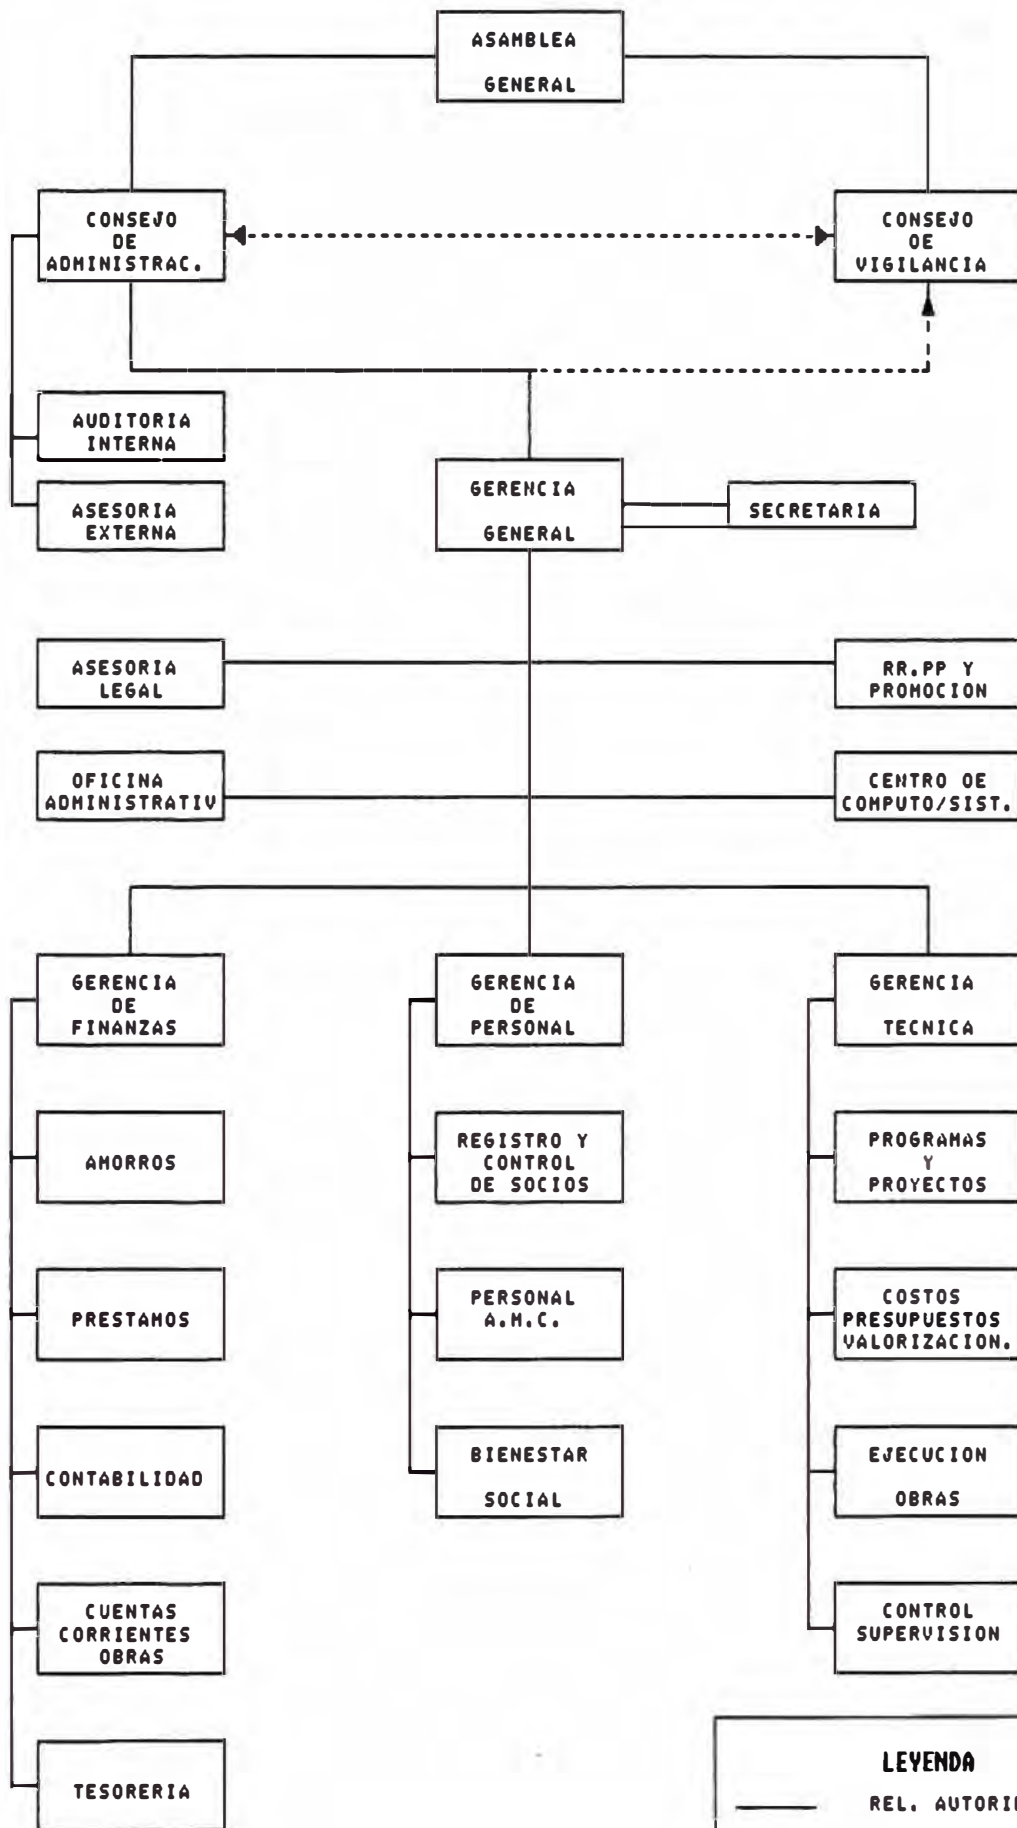 ASAMBLEA
GENERAL
CONSEJO
DE
ADMINISTRAC.
CONSEJO
DE
VIGILANCIA
AUDITORIA
INTERNA
ASESORIA
EXTERNA
GERENCIA
GENERAL
SECRETARIA
ASESORIA
LEGAL
RR.PP Y
PROMOCION
OFICINA
ADMINISTRATIV
CENTRO DE
COMPUTO/SIST.
GERENCIA
DE
FINANZAS
GERENCIA
DE
PERSONAL
GERENCIA
TECNICA
AHORROS
REGISTRO Y
CONTROL
DE SOCIOS
PROGRAMAS
Y
PROYECTOS
PRESTAMOS
PERSONAL
A.M.C.
COSTOS
PRESUPUESTOS
VALORIZACION.
CONTABILIDAD
BIENESTAR
SOCIAL
EJECUCION
OBRAS
CUENTAS
CORRIENTES
OBRAS
CONTROL
SUPERVISION
TESORERIA
LEYENDA
REL.